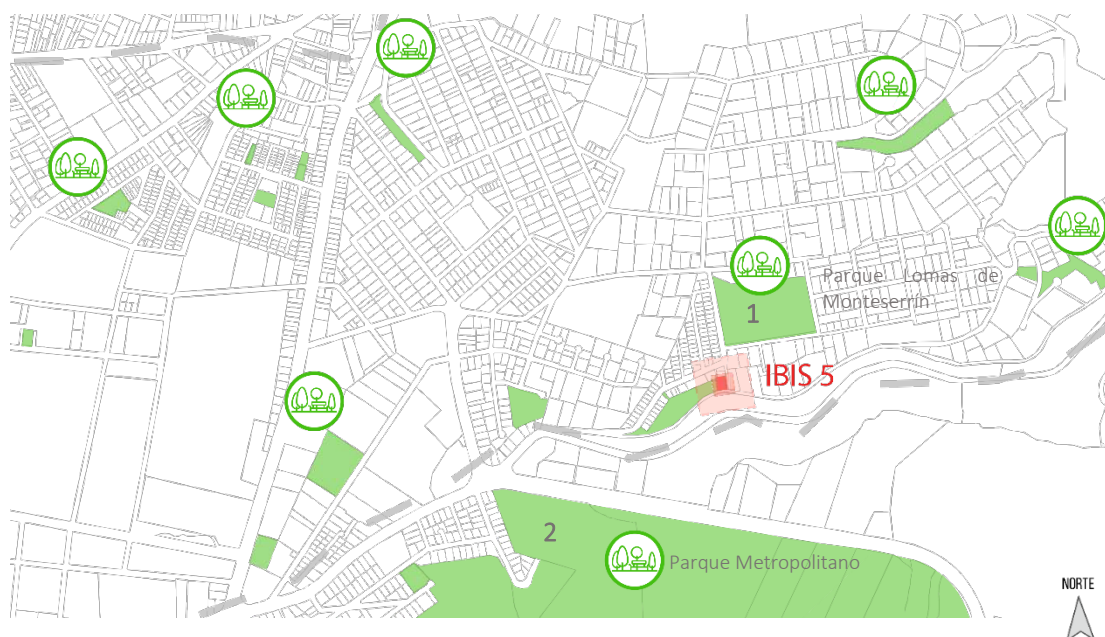 Parque Lomas de
Monteserrín
1
IBIS 5
2
Parque Metropolitano
NORTE